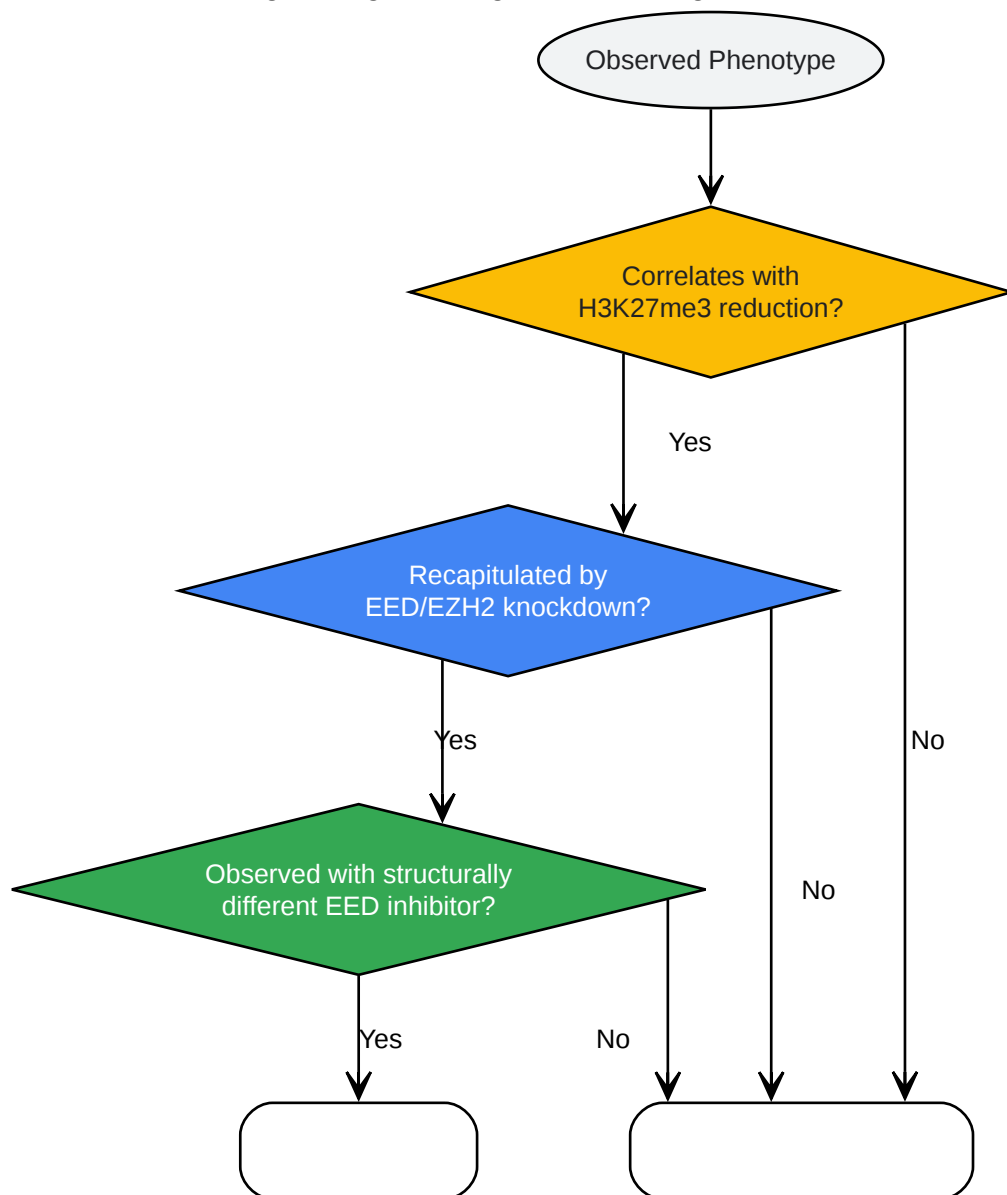 Observed Phenotype
Correlates with
H3K27me3 reduction?
Yes
Recapitulated by
EED/EZH2 knockdown?
Yes
No
Observed with structurally
different EED inhibitor?
No
Yes
No